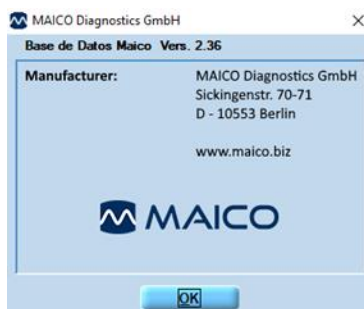 MAICO Diagnostics GmbH
Base de Datos Maico Vers. 2.36
Manufacturer: MAICO Diagnostics GmbH
Sickingenstr. 70-71
D - 10553 Berlin
www.maico.biz
MAICO
OK